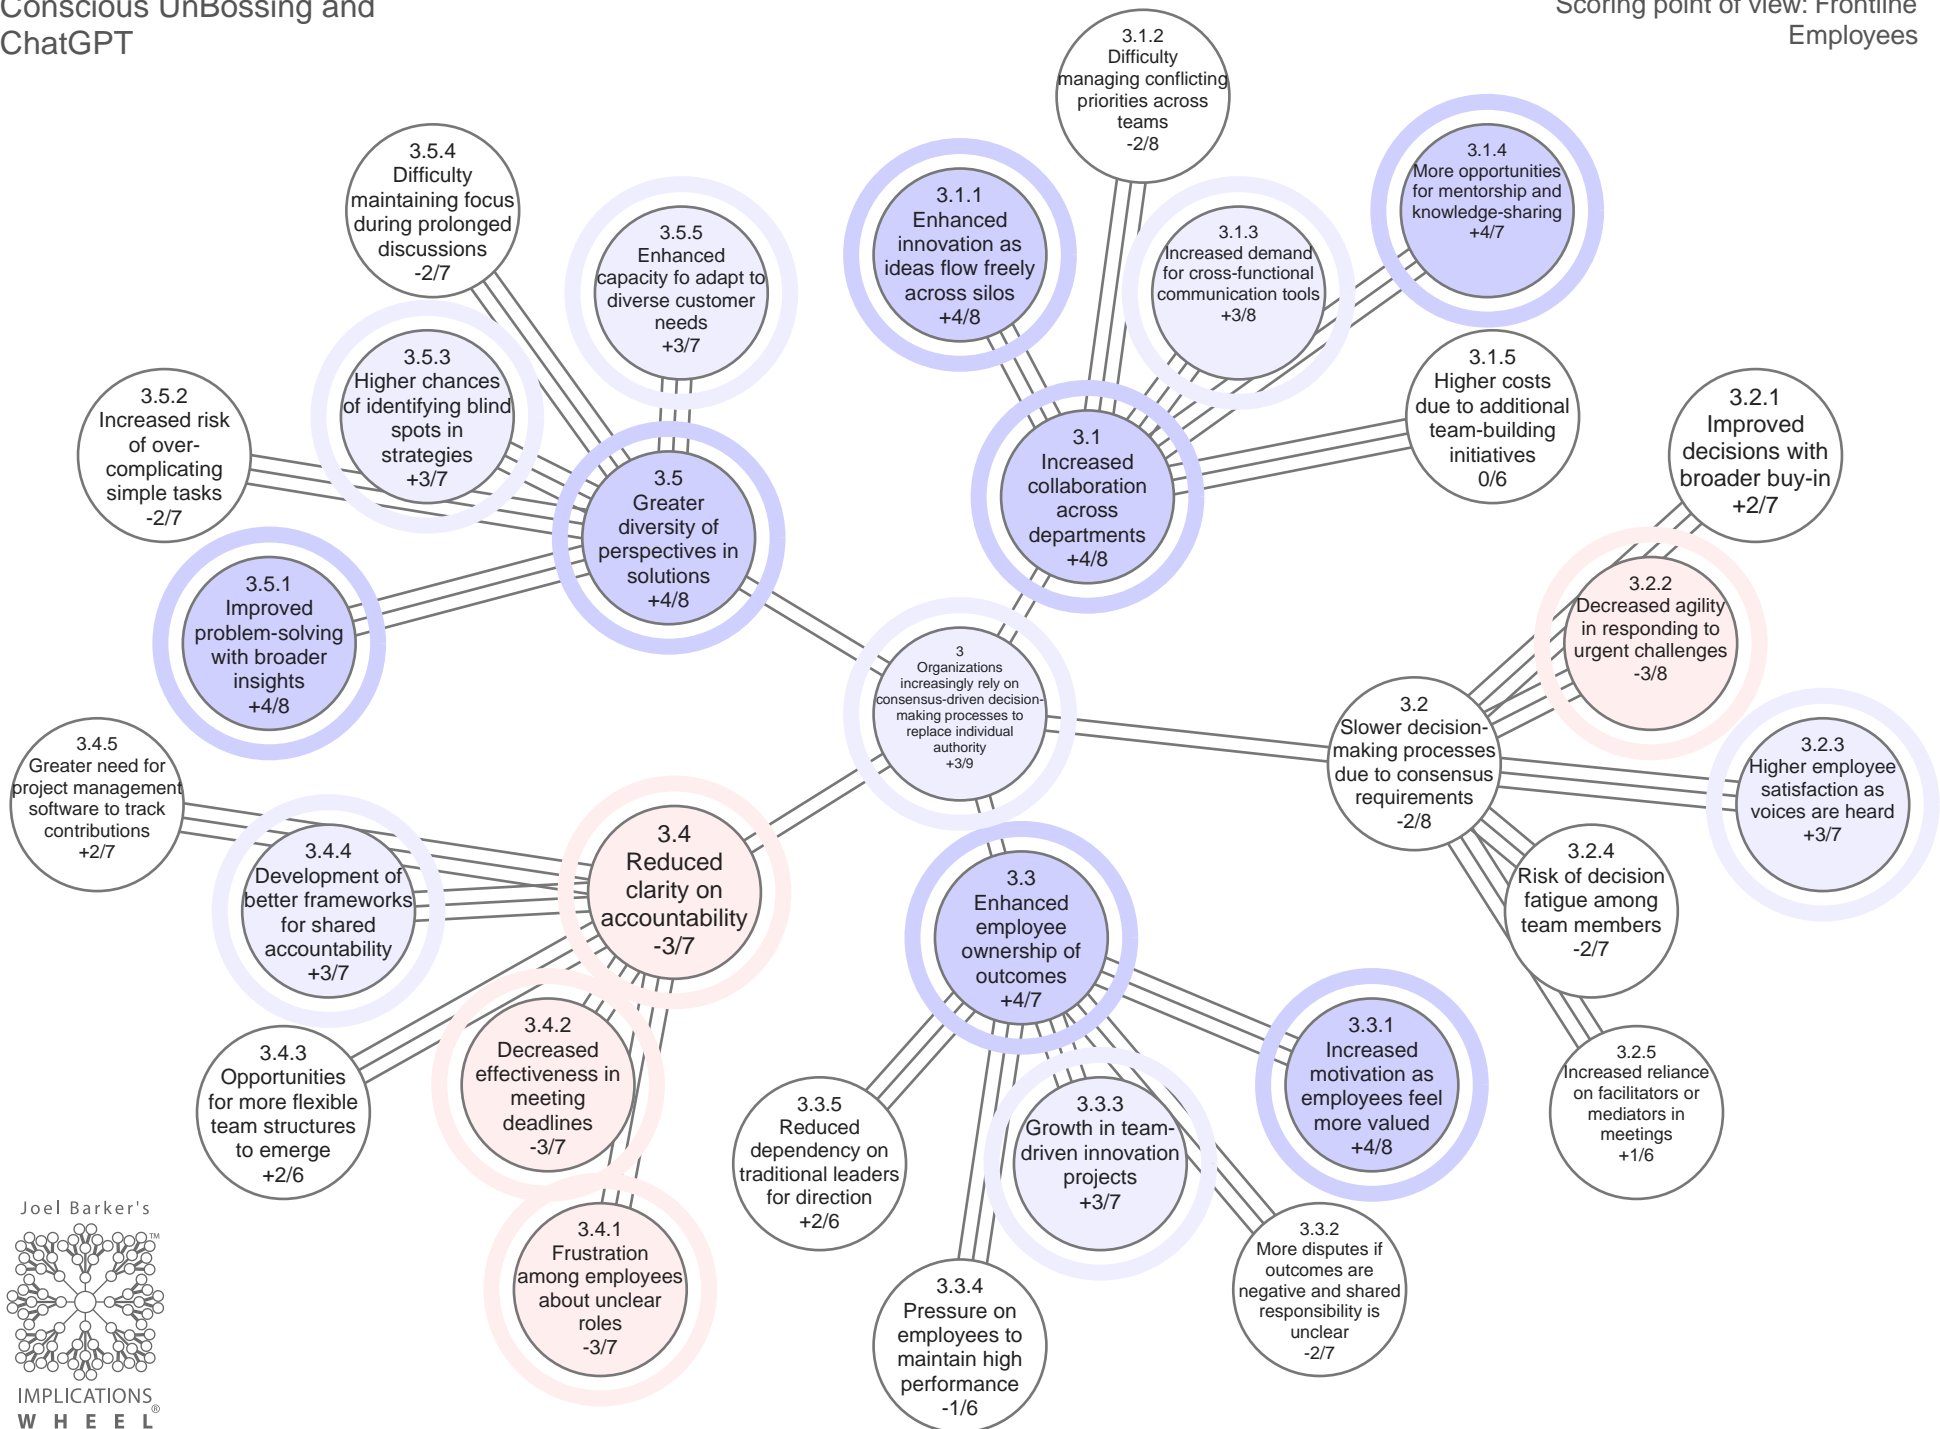 Conscious UnBossing and
ChatGPT
Scoring point of view: Frontline
Employees
3.1.2
Difficulty
managing conflicting
priorities across
teams
-2/8
3.5.4
Difficulty
maintaining focus
during prolonged
discussions
-2/7
3.1.4
More opportunities
for mentorship and
knowledge-sharing
+4/7
3.1.1
Enhanced
innovation as
ideas flow freely
across silos
+4/8
3.5.5
Enhanced
capacity fo adapt to
diverse customer
needs
+3/7
3.1.3
Increased demand
for cross-functional
communication tools
+3/8
3.5.3
Higher chances
of identifying blind
spots in
strategies
+3/7
3.1.5
Higher costs
due to additional
team-building
initiatives
0/6
3.5.2
Increased risk
of over-
complicating
simple tasks
-2/7
3.2.1
Improved
decisions with
broader buy-in
+2/7
3.1
Increased
collaboration
across
departments
+4/8
3.5
Greater
diversity of
perspectives in
solutions
+4/8
3.5.1
Improved
problem-solving
with broader
insights
+4/8
3.2.2
Decreased agility
in responding to
urgent challenges
-3/8
3
Organizations
increasingly rely on
consensus-driven decision-
making processes to
replace individual
authority
+3/9
3.2
Slower decision-
making processes
due to consensus
requirements
-2/8
3.2.3
Higher employee
satisfaction as
voices are heard
+3/7
3.4.5
Greater need for
project management
software to track
contributions
+2/7
3.4
Reduced
clarity on
accountability
-3/7
3.4.4
Development of
better frameworks
for shared
accountability
+3/7
3.2.4
Risk of decision
fatigue among
team members
-2/7
3.3
Enhanced
employee
ownership of
outcomes
+4/7
3.4.2
Decreased
effectiveness in
meeting
deadlines
-3/7
3.3.1
Increased
motivation as
employees feel
more valued
+4/8
3.4.3
Opportunities
for more flexible
team structures
to emerge
+2/6
3.2.5
Increased reliance
on facilitators or
mediators in
meetings
+1/6
3.3.5
Reduced
dependency on
traditional leaders
for direction
+2/6
3.3.3
Growth in team-
driven innovation
projects
+3/7
3.4.1
Frustration
among employees
about unclear
roles
-3/7
3.3.2
More disputes if
outcomes are
negative and shared
responsibility is
unclear
-2/7
3.3.4
Pressure on
employees to
maintain high
performance
-1/6
Joel Barker's
TM
IMPLICATIONS
WHEEL®